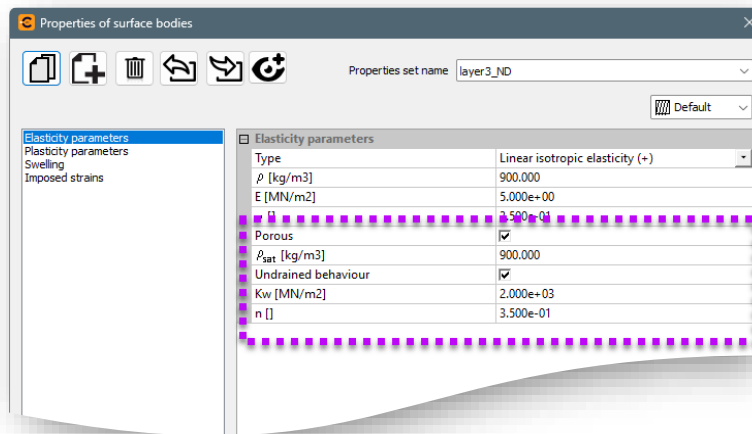 Properties of surface bodies
Properties set name layer3_ND
Default
Elasticity parameters
Plasticity parameters
Swelling
Imposed strains
Elasticity parameters
Type Linear isotropic elasticity (+)
ρ [kg/m3] 900.000
E [MN/m2] 5.000e+00
[] 3.500e-01
Porous
ρsat [kg/m3] 900.000
Undrained behaviour
Kw [MN/m2] 2.000e+03
n [] 3.500e-01